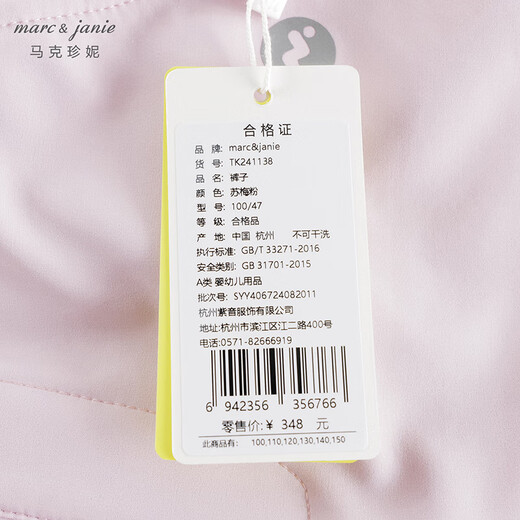 marc & janie
马克珍妮
合格证
品 牌: marc&janie
货 号: TK241138
品 名: 裤子
颜 色: 苏梅粉
型 号: 100/47
等 级: 合格品
产 地: 中国 杭州 不可干洗
执行标准: GB/T 33271-2016
安全类别: GB 31701-2015
A类 婴幼儿用品
批次号: SYY406724082011
杭州紫音服饰有限公司
地址:杭州市滨江区江二路400号
电话:0571-82666919
6 942356 356766
零售价:¥ 348 元
此商品有: 100,110,120,130,140,150